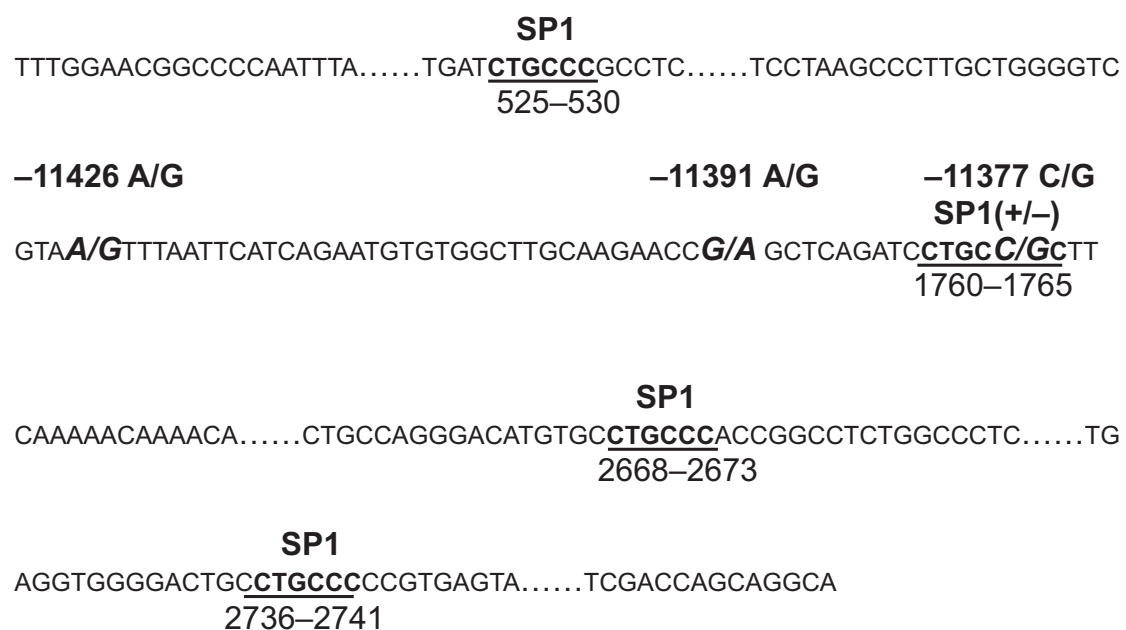 SP1
TTTGGAACGGCCCCAATTTA......TGATCTGCCCGCCTC......TCCTAAGCCCTTGCTGGGGTC
525–530
–11426 A/G –11391 A/G –11377 C/G
SP1(+/–)
GTAA/GTTTAATTCATCAGAATGTGTGGCTTGCAAGAACCG/A GCTCAGATCCTGCC/GCTT
1760–1765
SP1
CAAAAACAAAACA......CTGCCAGGGACATGTGCCTGCCCACCGGCCTCTGGCCCTC......TG
2668–2673
SP1
AGGTGGGGACTGCCTGCCCCCGTGAGTA......TCGACCAGCAGGCA
2736–2741